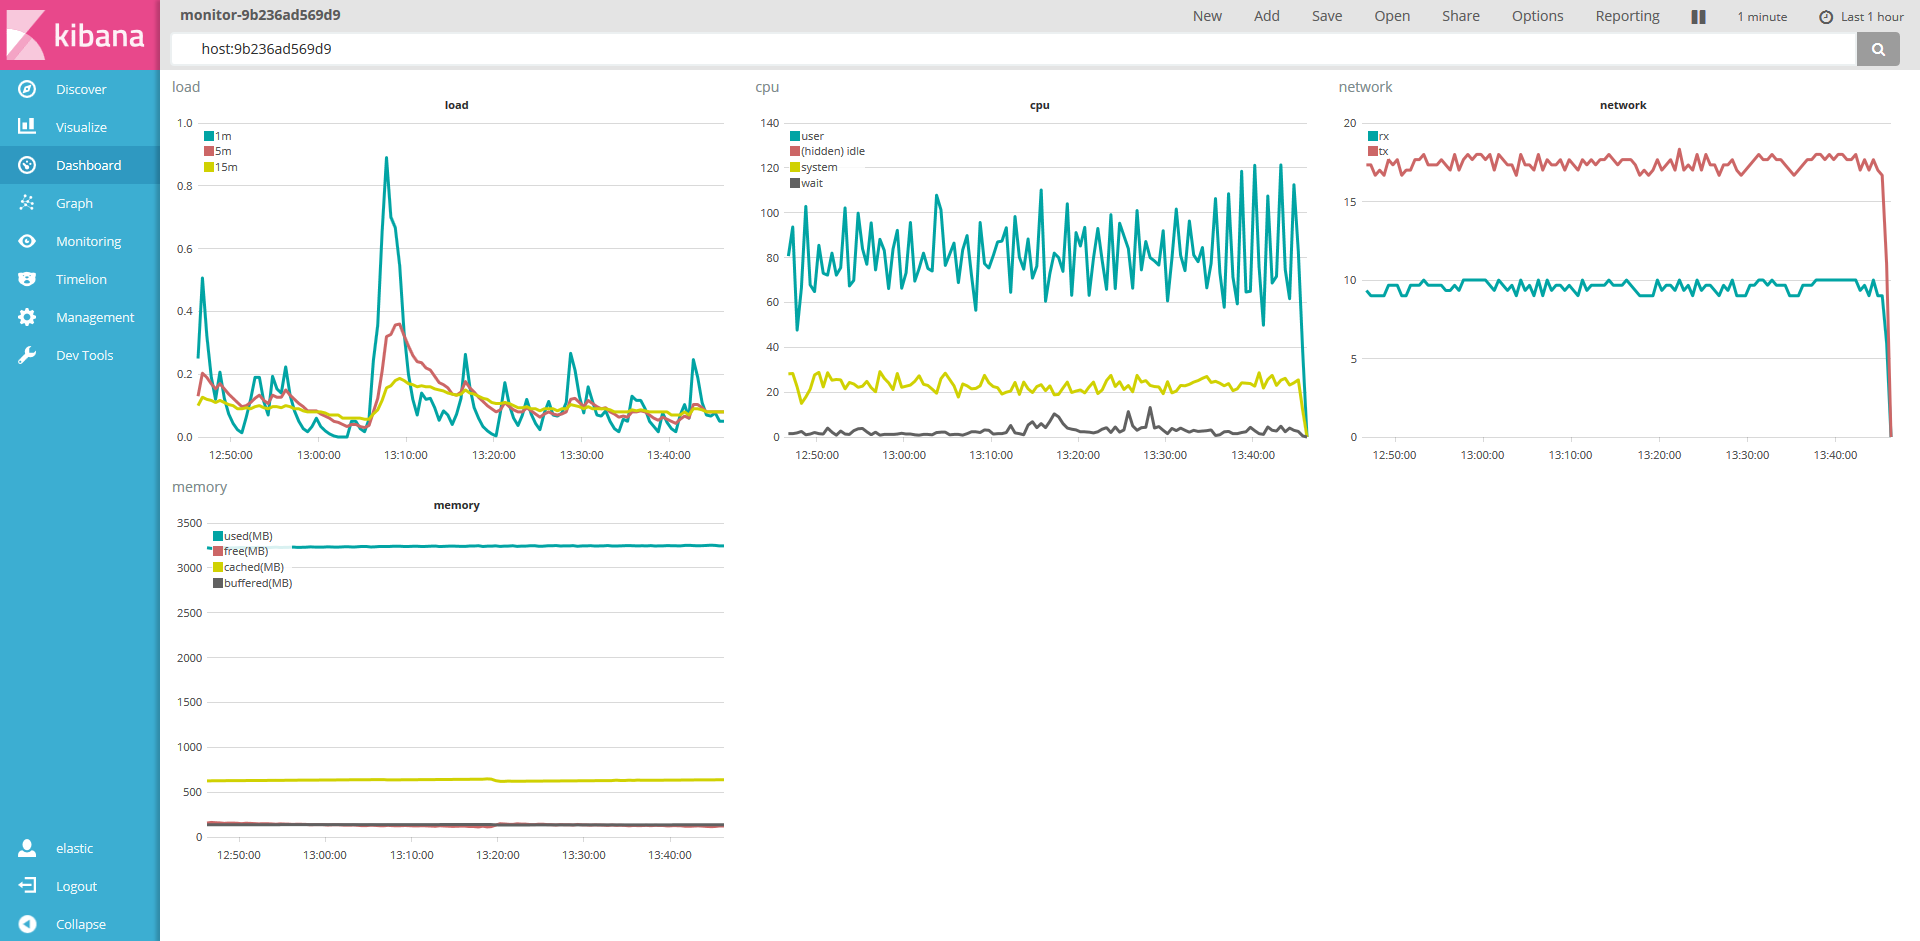 kibana
monitor-9b236ad569d9
New Add Save Open Share Options Reporting 1 minute Last 1 hour
host:9b236ad569d9
Discover
Visualize
Dashboard
Graph
Monitoring
Timelion
Management
Dev Tools
elastic
Logout
Collapse
load
load
1.0
0.8
0.6
0.4
0.2
0.0
1m
5m
15m
12:50:00 13:00:00 13:10:00 13:20:00 13:30:00 13:40:00
cpu
cpu
140
120
100
80
60
40
20
0
user
(hidden) idle
system
wait
12:50:00 13:00:00 13:10:00 13:20:00 13:30:00 13:40:00
network
network
20
15
10
5
0
rx
tx
12:50:00 13:00:00 13:10:00 13:20:00 13:30:00 13:40:00
memory
memory
3500
3000
2500
2000
1500
1000
500
0
used(MB)
free(MB)
cached(MB)
buffered(MB)
12:50:00 13:00:00 13:10:00 13:20:00 13:30:00 13:40:00